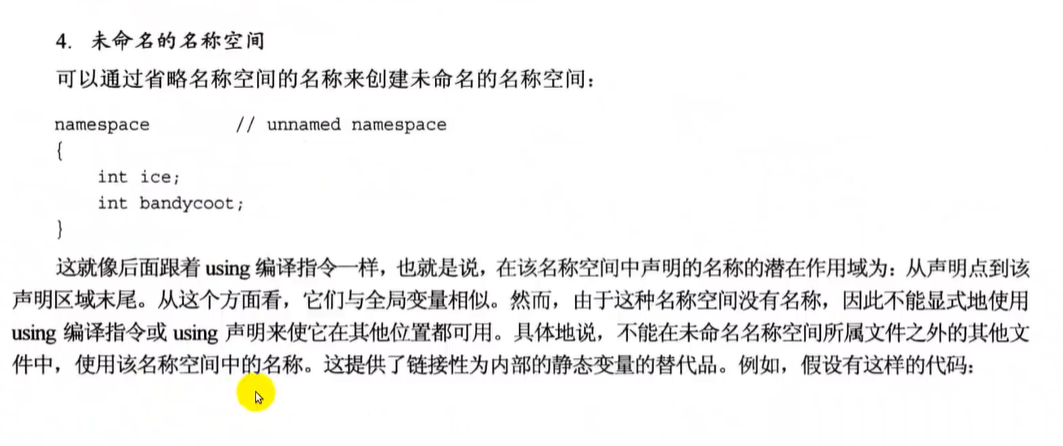 4. 未命名的名称空间
可以通过省略名称空间的名称来创建未命名的名称空间：
namespace        // unnamed namespace
{
    int ice;
    int bandycoot;
}
这就像后面跟着 using 编译指令一样，也就是说，在该名称空间中声明的名称的潜在作用域为：从声明点到该
声明区域末尾。从这个方面看，它们与全局变量相似。然而，由于这种名称空间没有名称，因此不能显式地使用
using 编译指令或 using 声明来使它在其他位置都可用。具体地说，不能在未命名名称空间所属文件之外的其他文
件中，使用该名称空间中的名称。这提供了链接性为内部的静态变量的替代品。例如，假设有这样的代码：